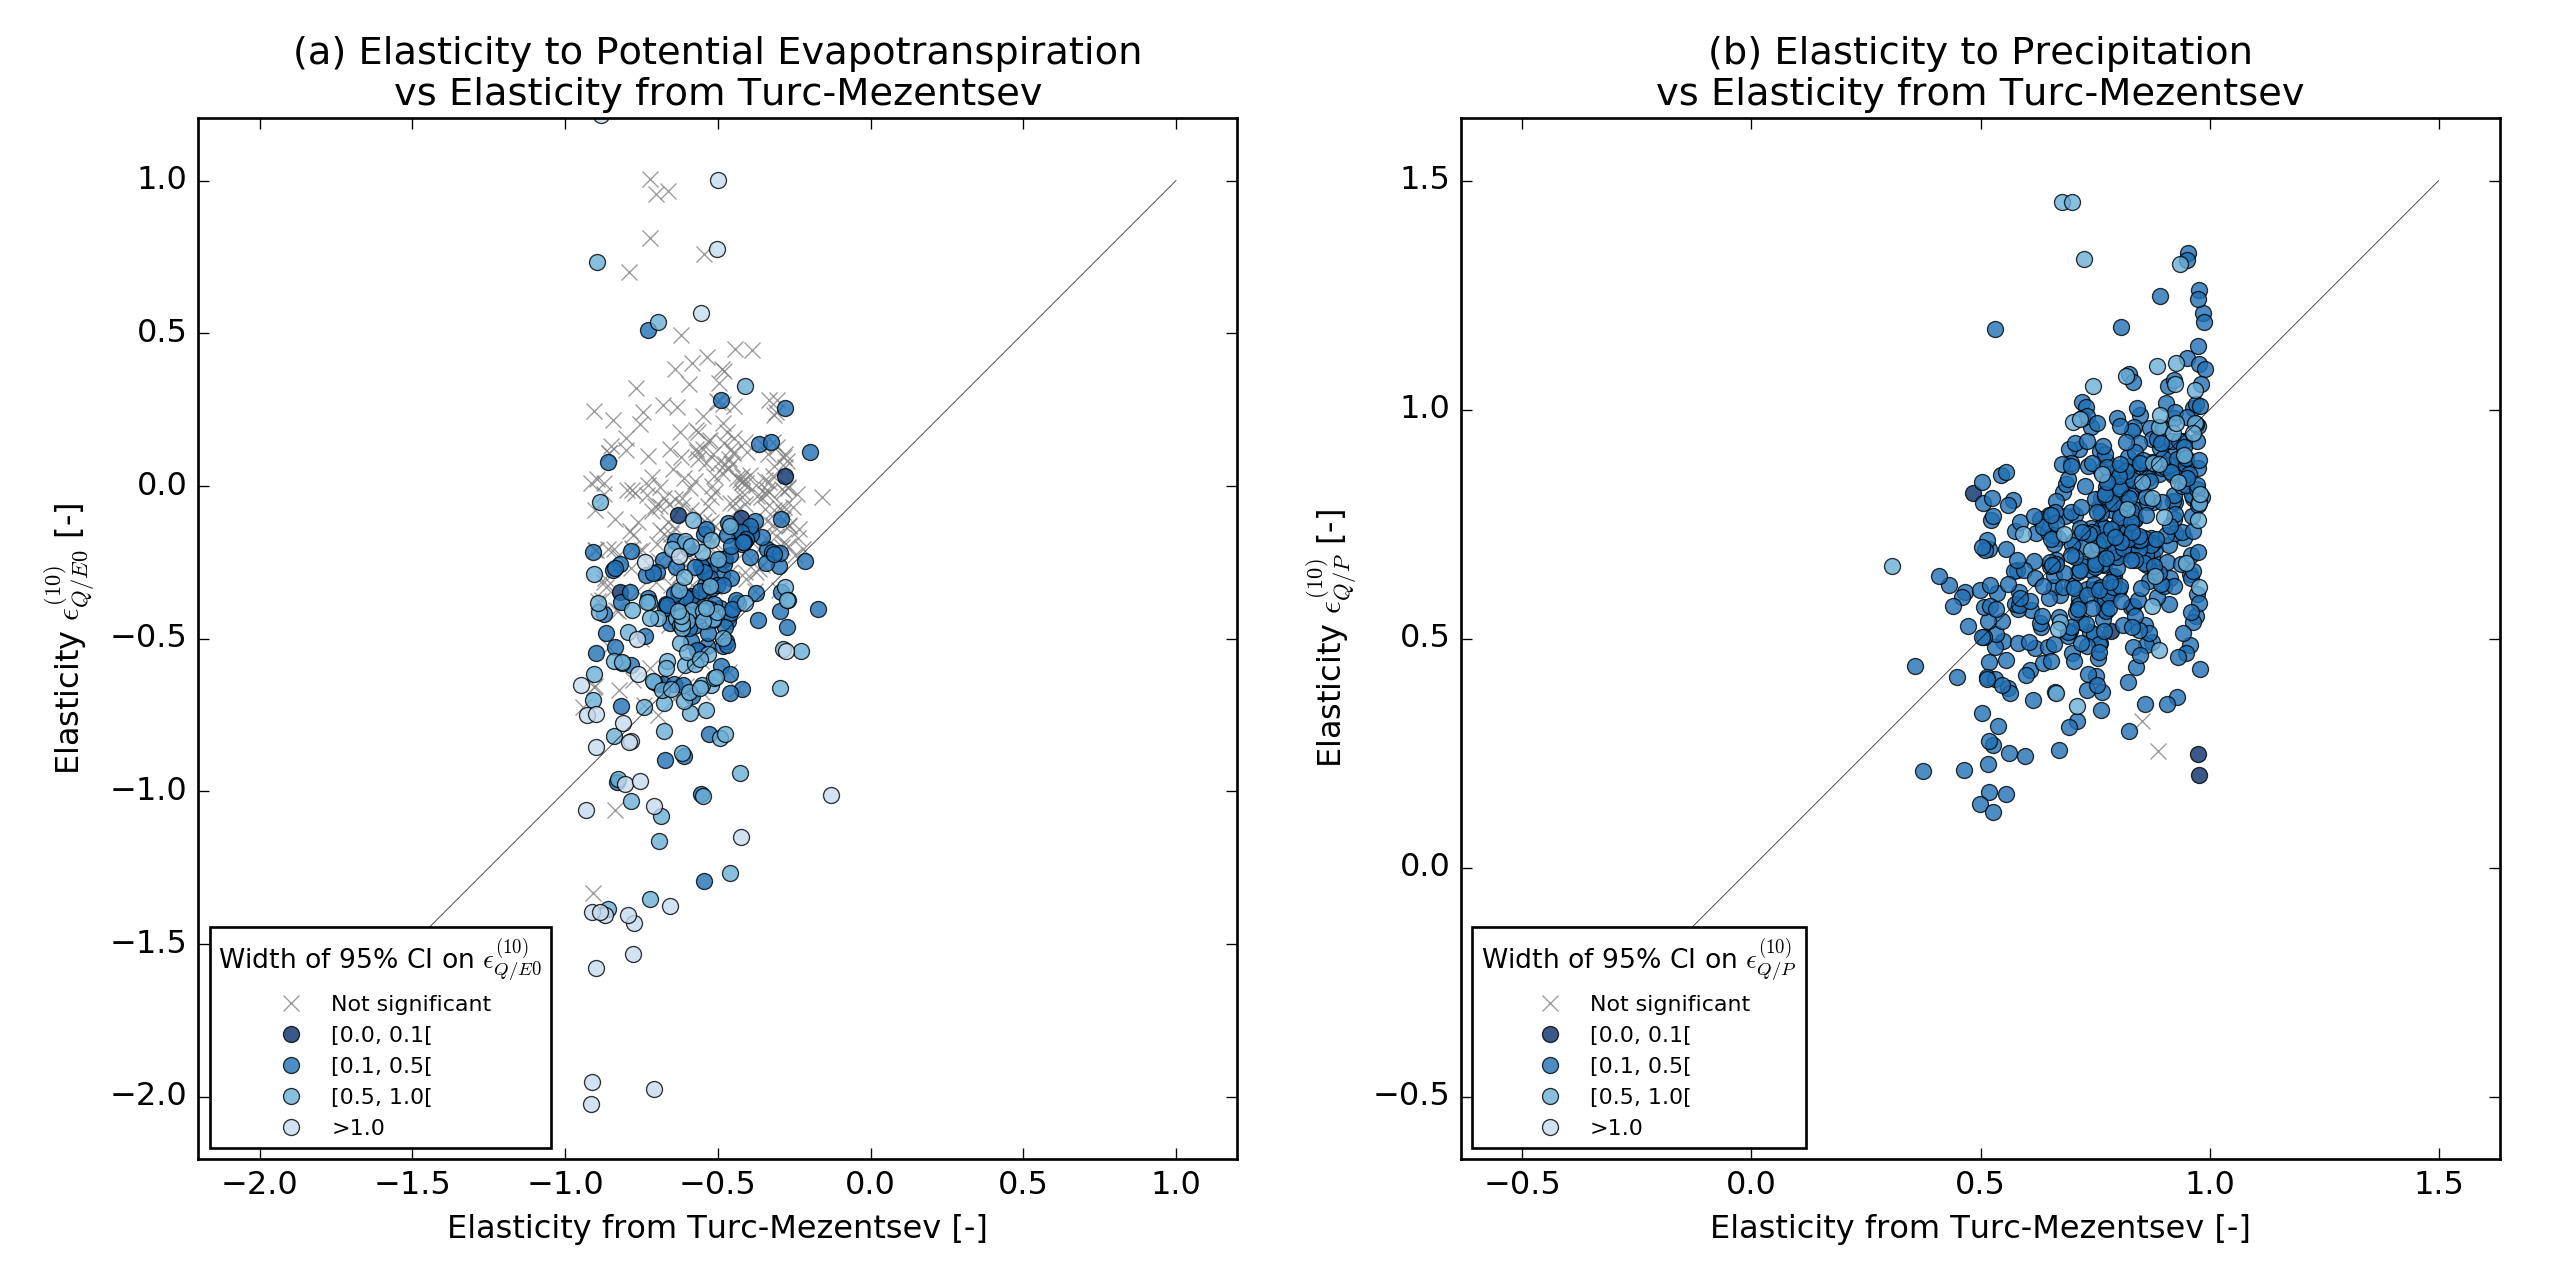 (a) Elasticity to Potential Evapotranspiration
vs Elasticity from Turc-Mezentsev
1.0
0.5
0.0
−0.5
−1.0
−1.5
−2.0
Elasticity ϵ_{Q/E0}^{(10)} [-]
Width of 95% CI on ϵ_{Q/E0}^{(10)}
Not significant
[0.0, 0.1[
[0.1, 0.5[
[0.5, 1.0[
>1.0
−2.0 −1.5 −1.0 −0.5 0.0 0.5 1.0
Elasticity from Turc-Mezentsev [-]
(b) Elasticity to Precipitation
vs Elasticity from Turc-Mezentsev
1.5
1.0
0.5
0.0
−0.5
Elasticity ϵ_{Q/P}^{(10)} [-]
Width of 95% CI on ϵ_{Q/P}^{(10)}
Not significant
[0.0, 0.1[
[0.1, 0.5[
[0.5, 1.0[
>1.0
−0.5 0.0 0.5 1.0 1.5
Elasticity from Turc-Mezentsev [-]